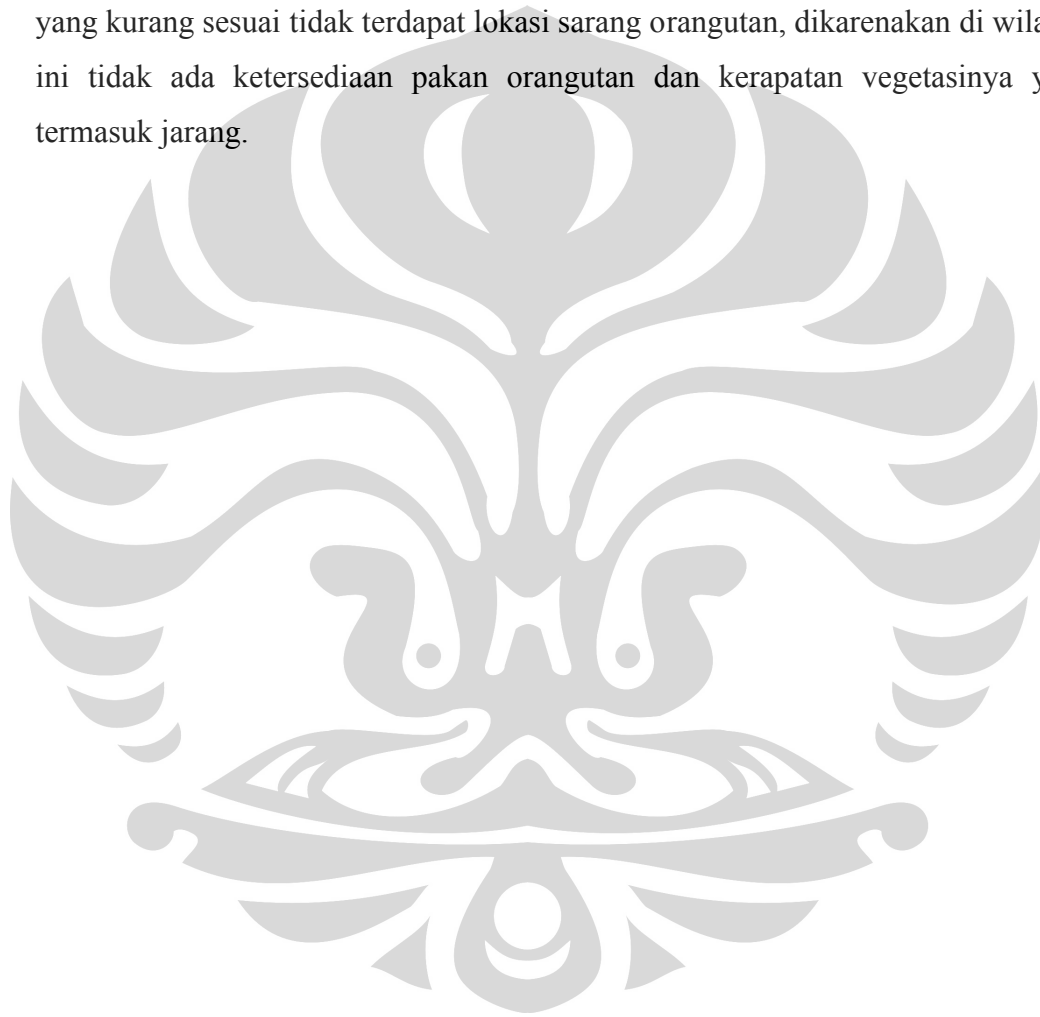 yang kurang sesuai tidak terdapat lokasi sarang orangutan, dikarenakan di wila
ini tidak ada ketersediaan pakan orangutan dan kerapatan vegetasinya y
termasuk jarang.